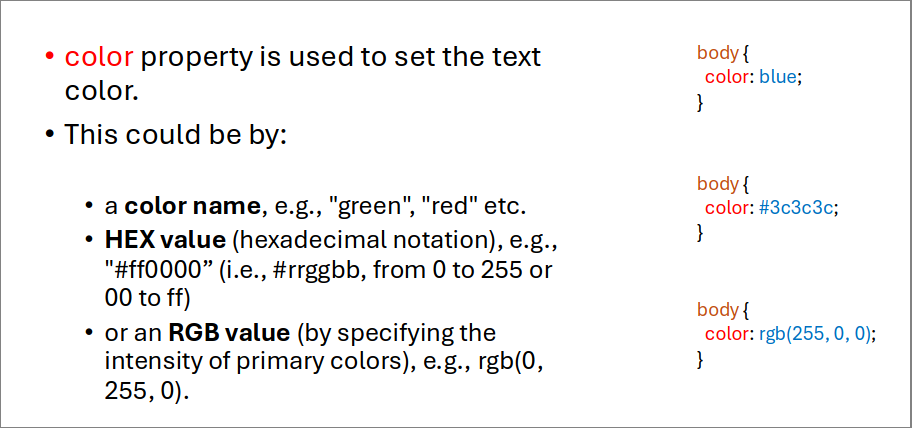 • color property is used to set the text
color.
• This could be by:
• a color name, e.g., "green", "red" etc.
• HEX value (hexadecimal notation), e.g.,
"#ff0000” (i.e., #rrggbb, from 0 to 255 or
00 to ff)
• or an RGB value (by specifying the
intensity of primary colors), e.g., rgb(0,
255, 0).
body {
color: blue;
}
body {
color: #3c3c3c;
}
body {
color: rgb(255, 0, 0);
}